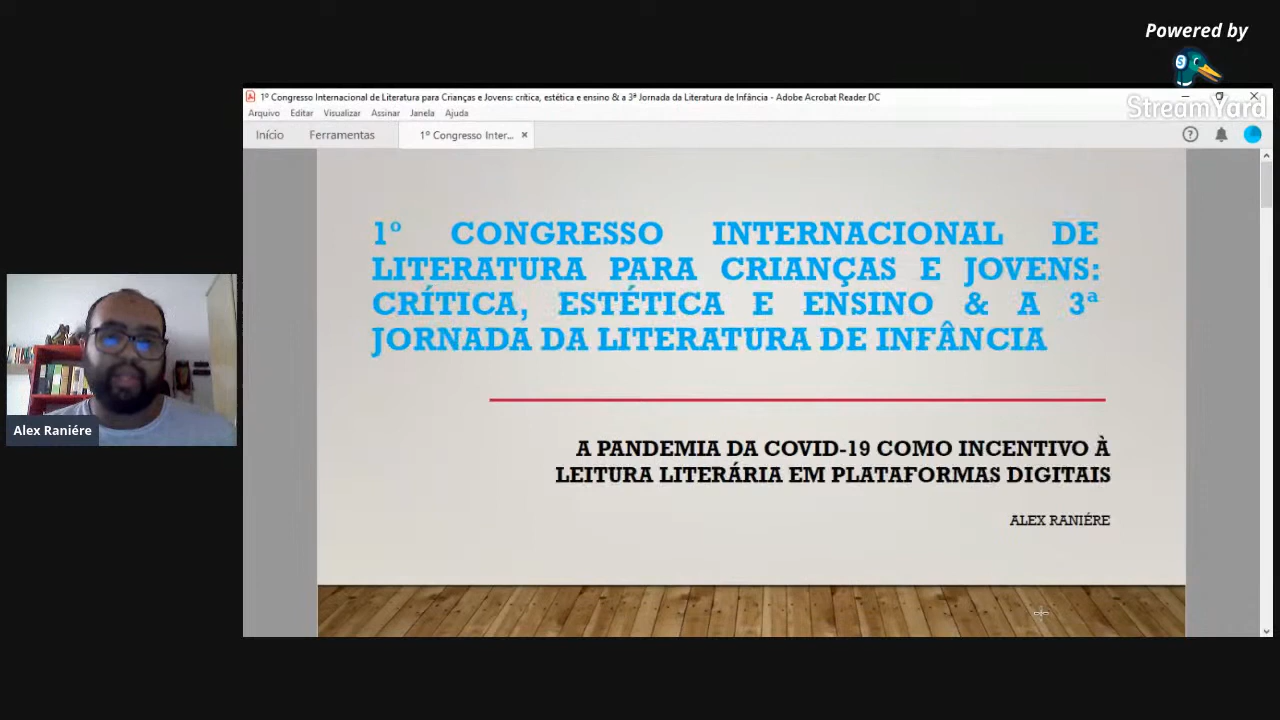 Powered by
StreamYard
1º Congresso Internacional de Literatura para Crianças e Jovens: crítica, estética e ensino & a 3ª Jornada da Literatura de Infância - Adobe Acrobat Reader DC
Arquivo Editar Visualizar Assinar Janela Ajuda
Início Ferramentas 1º Congresso Inter...
1º CONGRESSO INTERNACIONAL DE
LITERATURA PARA CRIANÇAS E JOVENS:
CRÍTICA, ESTÉTICA E ENSINO & A 3ª
JORNADA DA LITERATURA DE INFÂNCIA
A PANDEMIA DA COVID-19 COMO INCENTIVO À
LEITURA LITERÁRIA EM PLATAFORMAS DIGITAIS
ALEX RANIÉRE
Alex Raniére